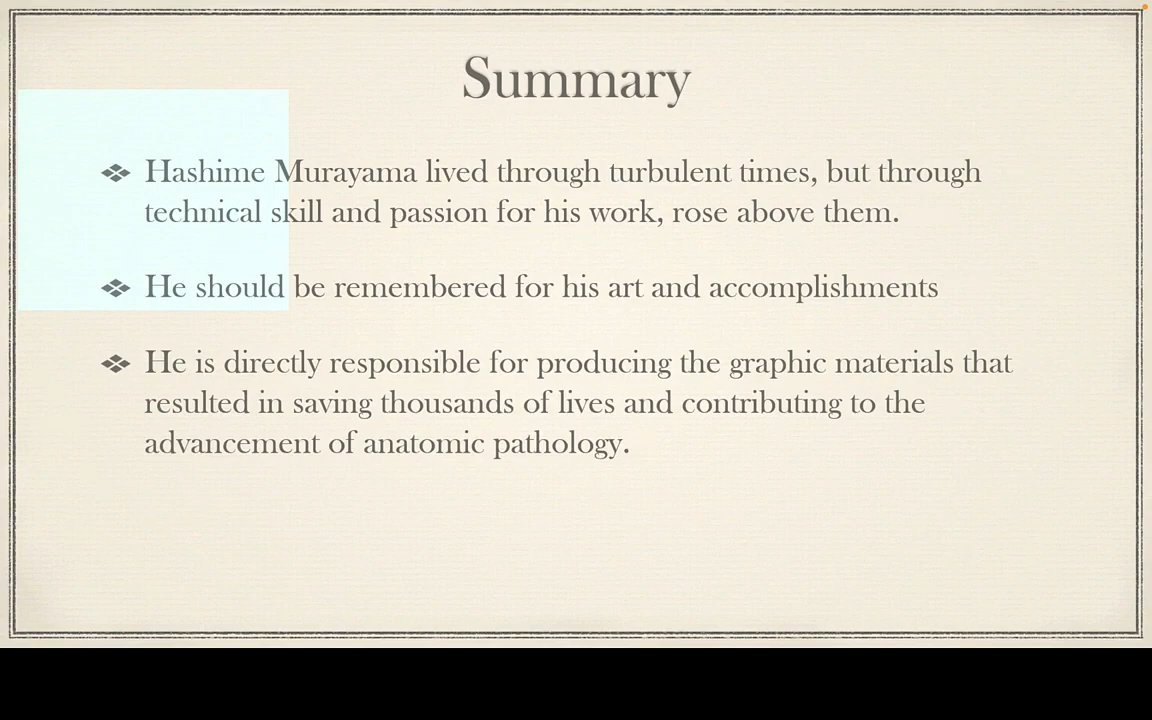 Summary
Hashime Murayama lived through turbulent times, but through
technical skill and passion for his work, rose above them.
He should be remembered for his art and accomplishments
He is directly responsible for producing the graphic materials that
resulted in saving thousands of lives and contributing to the
advancement of anatomic pathology.